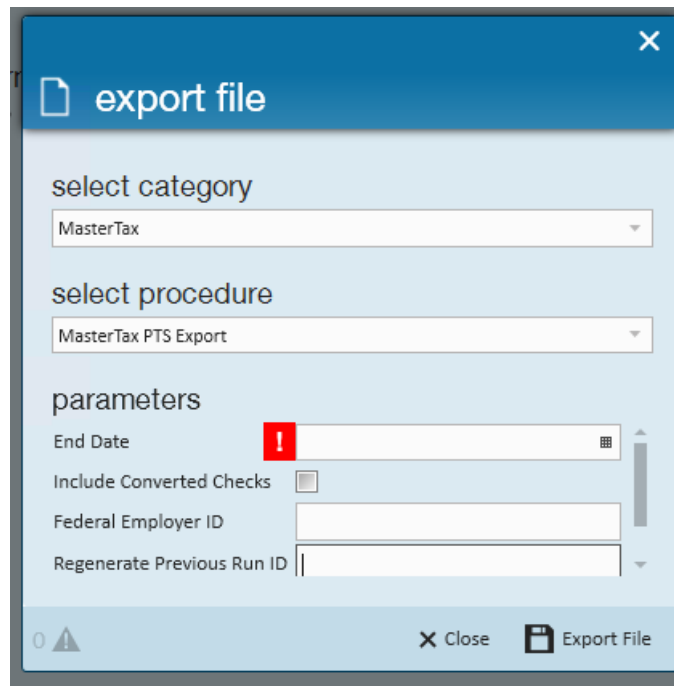 export file
select category
MasterTax
select procedure
MasterTax PTS Export
parameters
End Date !
Include Converted Checks
Federal Employer ID
Regenerate Previous Run ID
0 Close Export File